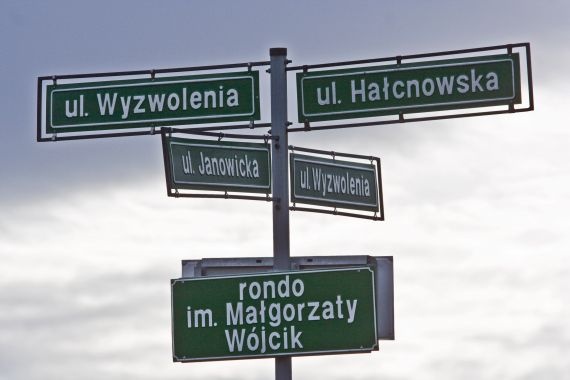 ul. Wyzwolenia
ul. Hałcnowska
ul. Janowicka
ul. Wyzwolenia
rondo
im. Małgorzaty
Wójcik